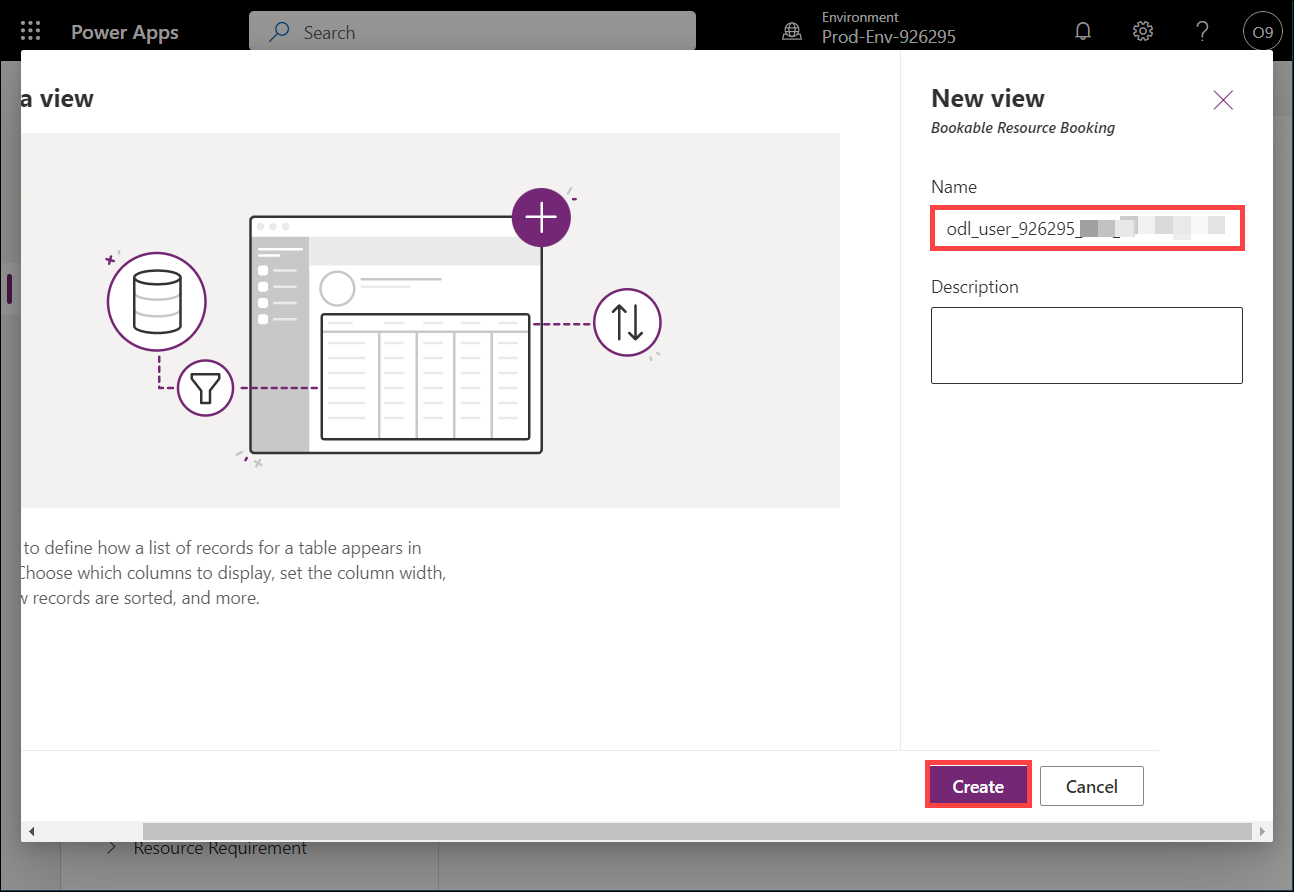 Power Apps
Search
Environment
Prod-Env-926295
O9
a view
New view
Bookable Resource Booking
Name
odl_user_926295_
Description
to define how a list of records for a table appears in
Choose which columns to display, set the column width,
w records are sorted, and more.
Create
Cancel
Resource Requirement